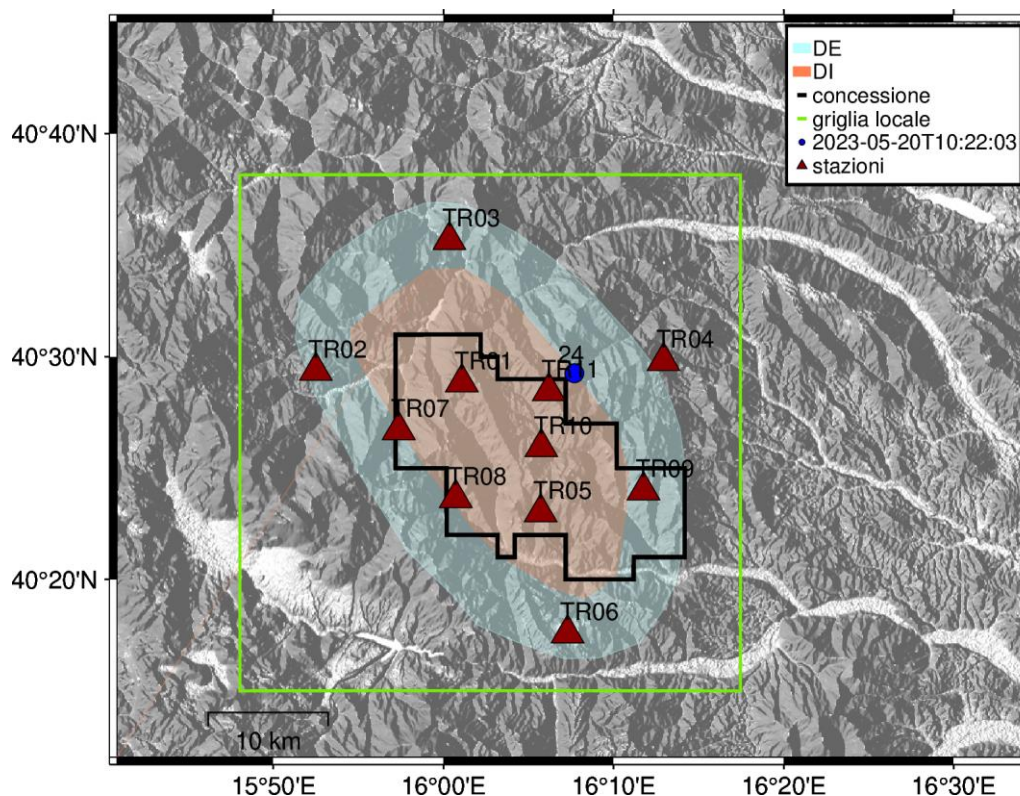 DE
DI
concessione
griglia locale
2023-05-20T10:22:03
stazioni
40°40'N
40°30'N
40°20'N
TR03
TR02
TR01
24
TR11
TR04
TR07
TR10
TR08
TR05
TR09
TR06
10 km
15°50'E
16°00'E
16°10'E
16°20'E
16°30'E